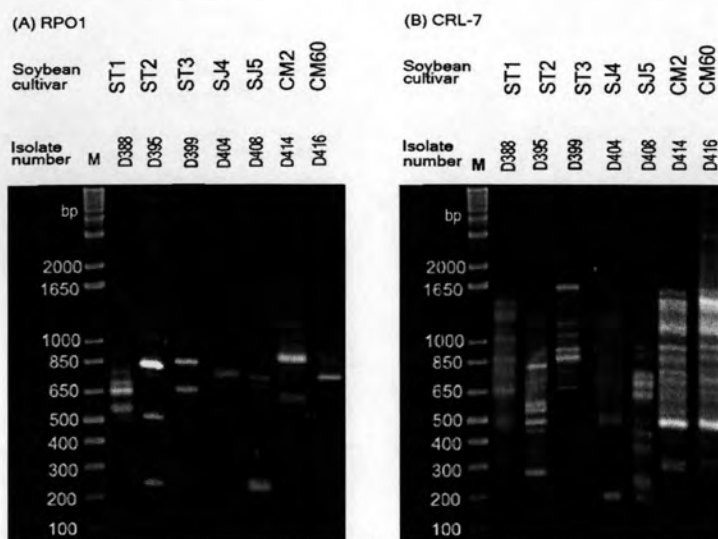 (A) RPO1
Soybean cultivar ST1 ST2 ST3 SJ4 SJ5 CM2 CM60
Isolate number M D388 D395 D399 D404 D408 D414 D416
bp
2000
1650
1000
850
650
500
400
300
200
100
(B) CRL-7
Soybean cultivar ST1 ST2 ST3 SJ4 SJ5 CM2 CM60
Isolate number M D388 D395 D399 D404 D408 D414 D416
bp
2000
1650
1000
850
650
500
400
300
200
100